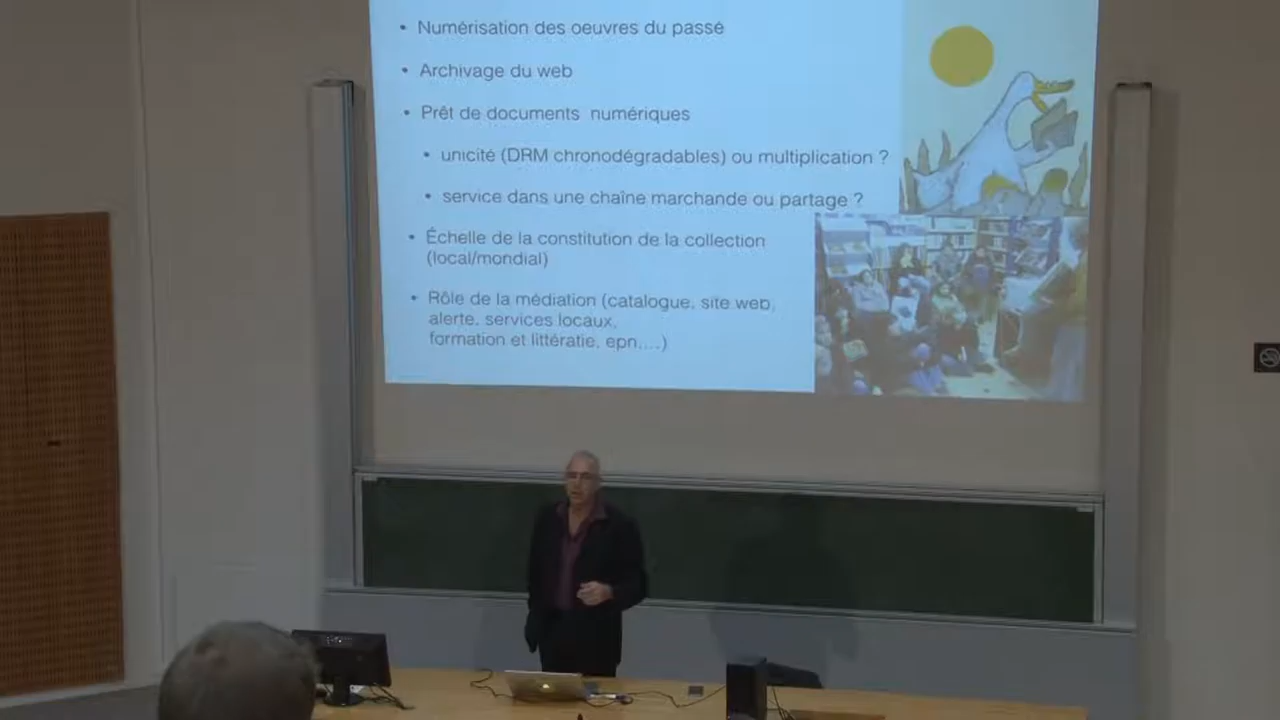 • Numérisation des oeuvres du passé
• Archivage du web
• Prêt de documents numériques
• unicité (DRM chronodégradables) ou multiplication ?
• service dans une chaîne marchande ou partage ?
• Échelle de la constitution de la collection
(local/mondial)
• Rôle de la médiation (catalogue, site web,
alerte, services locaux,
formation et littératie, epn,...)